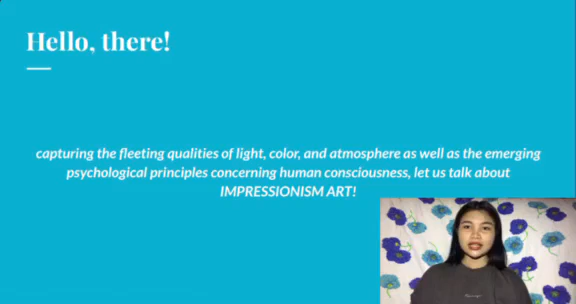 Hello, there!
capturing the fleeting qualities of light, color, and atmosphere as well as the emerging
psychological principles concerning human consciousness, let us talk about
IMPRESSIONISM ART!